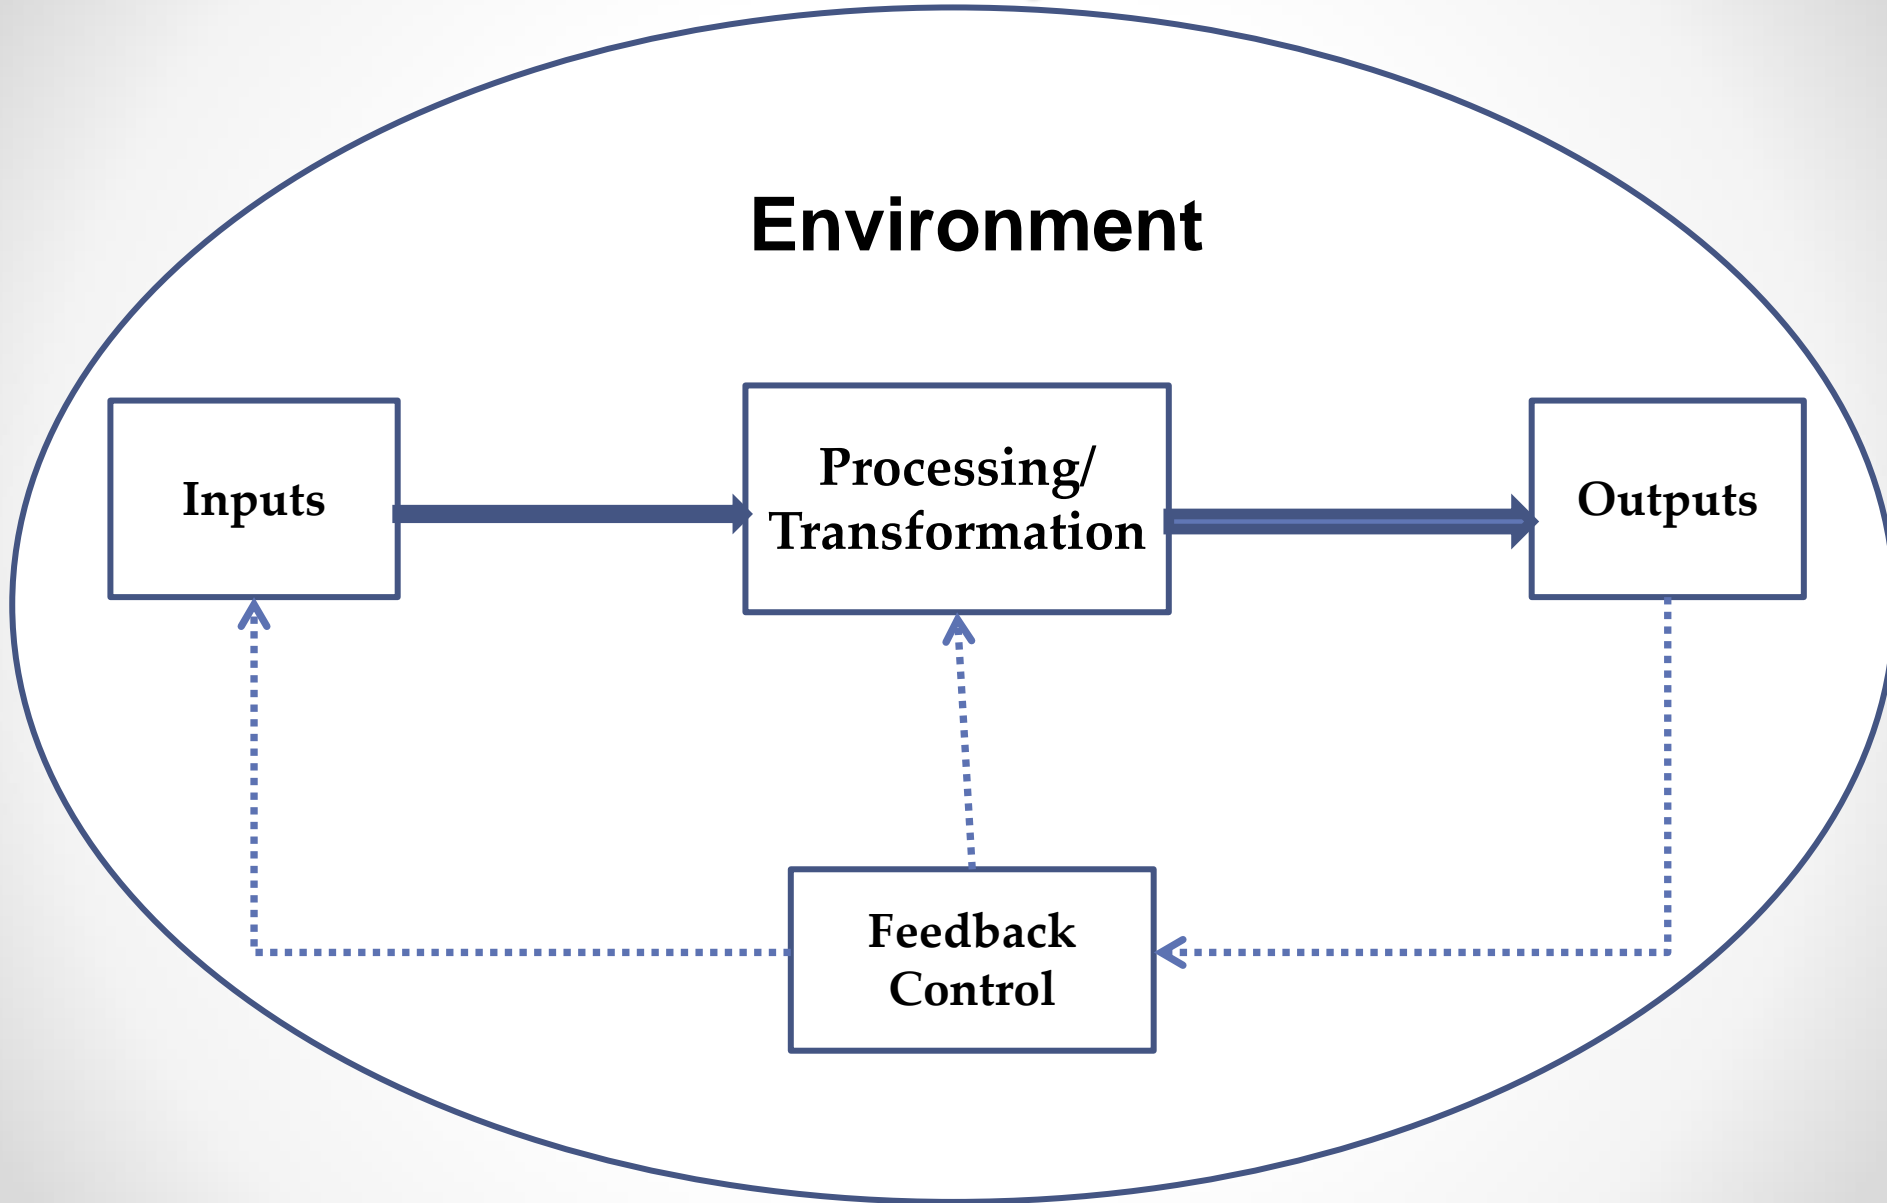 Environment
Inputs
Processing/
Transformation
Outputs
Feedback
Control